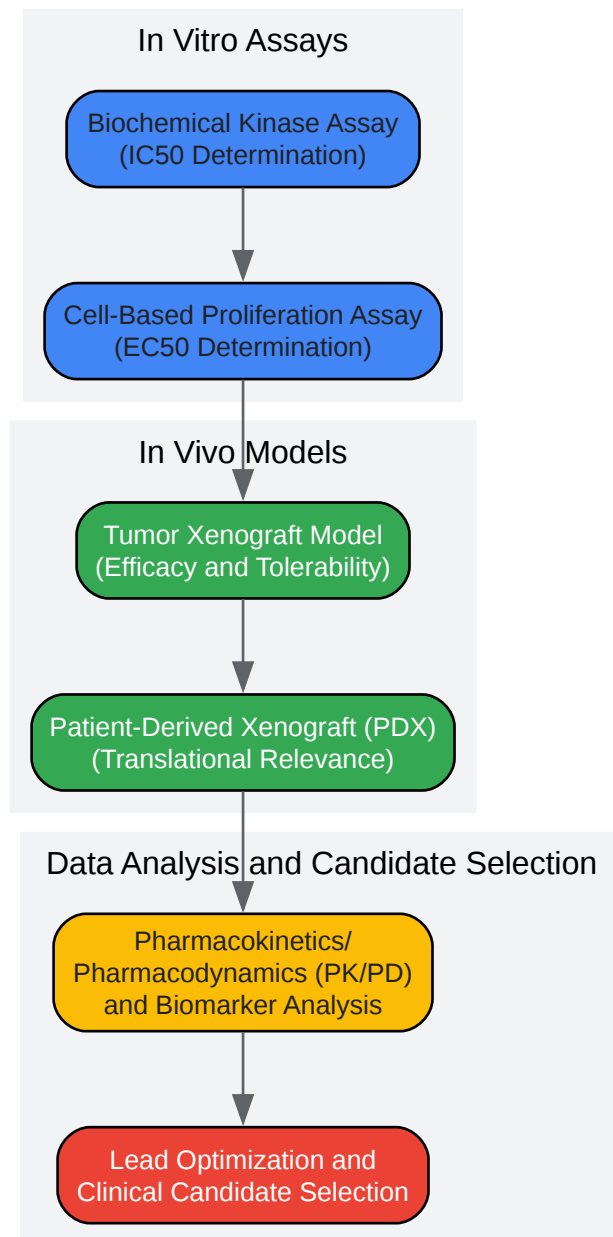 In Vitro Assays
Biochemical Kinase Assay
(IC50 Determination)
Cell-Based Proliferation Assay
(EC50 Determination)
In Vivo Models
Tumor Xenograft Model
(Efficacy and Tolerability)
Patient-Derived Xenograft (PDX)
(Translational Relevance)
Data Analysis and Candidate Selection
Pharmacokinetics/
Pharmacodynamics (PK/PD)
and Biomarker Analysis
Lead Optimization and
Clinical Candidate Selection